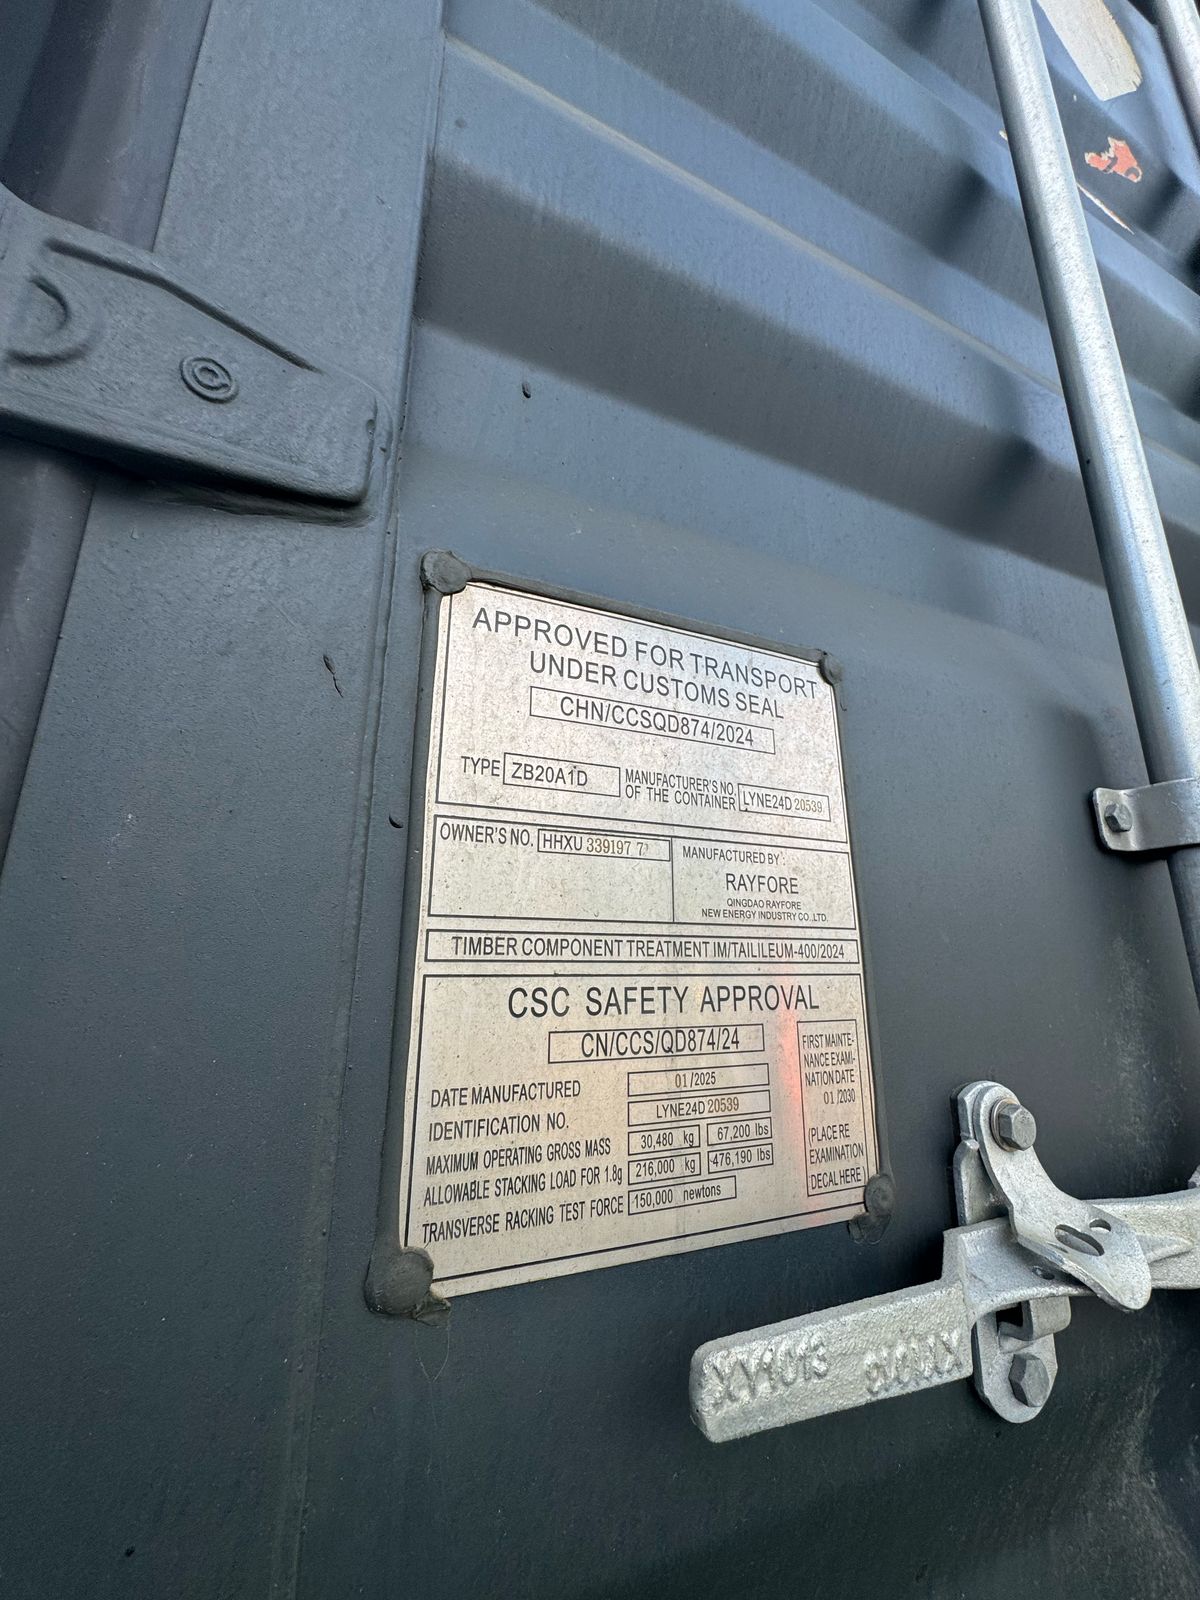 APPROVED FOR TRANSPORT
UNDER CUSTOMS SEAL
CHN/CCSQD874/2024
TYPE ZB20A1D MANUFACTURER'S NO. OF THE CONTAINER LYNE24D 20539
OWNER'S NO. HHXU 339197 7
MANUFACTURED BY:
RAYFORE
QINGDAO RAYFORE
NEW ENERGY INDUSTRY CO.,LTD.
TIMBER COMPONENT TREATMENT IM/TAILILEUM-400/2024
CSC SAFETY APPROVAL
CN/CCS/QD874/24
DATE MANUFACTURED 01/2025
IDENTIFICATION NO. LYNE24D 20539
MAXIMUM OPERATING GROSS MASS 30,480 kg 67,200 lbs
ALLOWABLE STACKING LOAD FOR 1.8g 216,000 kg 476,190 lbs
TRANSVERSE RACKING TEST FORCE 150,000 newtons
FIRST MAINTE-
NANCE EXAMI-
NATION DATE
01/2030
(PLACE RE
EXAMINATION
DECAL HERE)